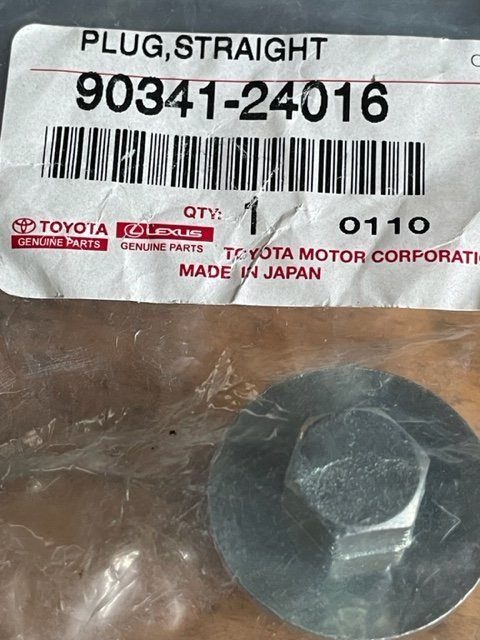 PLUG,STRAIGHT
90341-24016
QTY: 1 0110
TOYOTA LEXUS
GENUINE PARTS GENUINE PARTS
TOYOTA MOTOR CORPORATI
MADE IN JAPAN